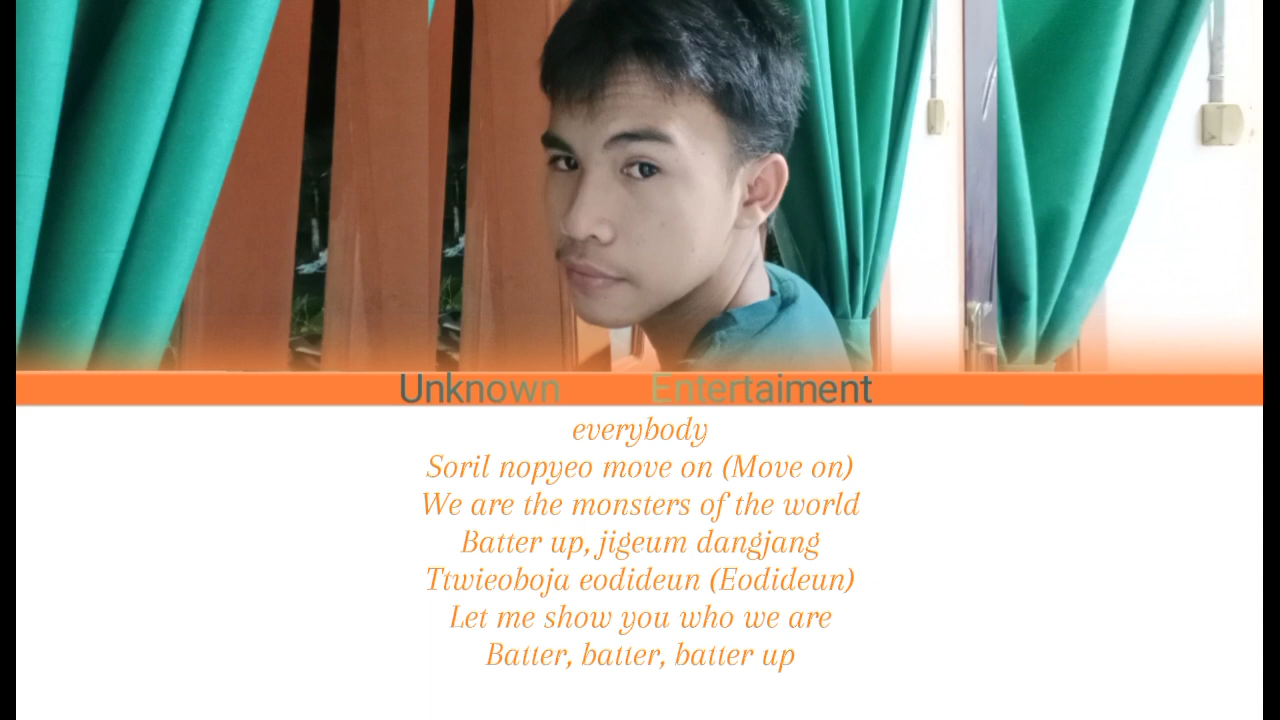 Unknown Entertaiment
everybody
Soril nopyeo move on (Move on)
We are the monsters of the world
Batter up, jigeum dangjang
Ttwieoboja eodideun (Eodideun)
Let me show you who we are
Batter, batter, batter up